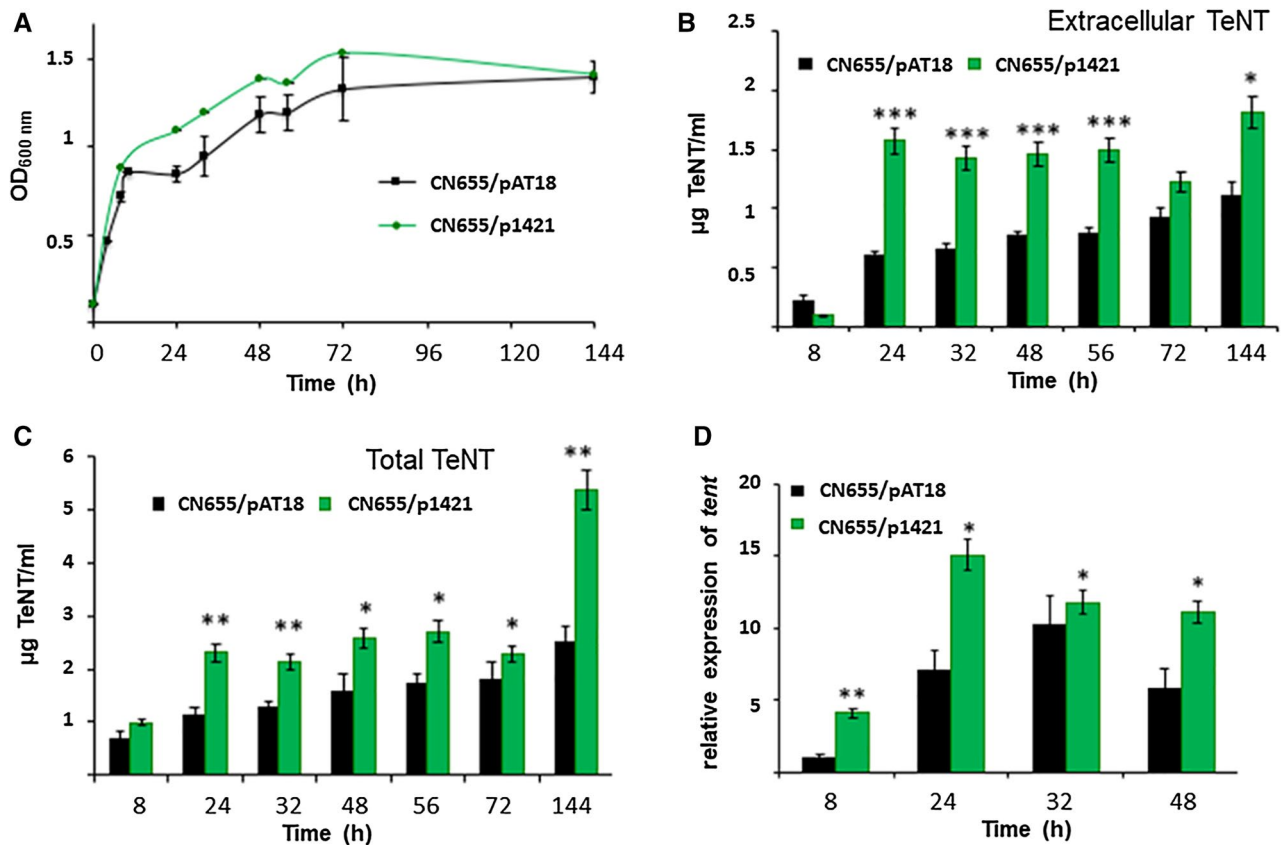 A
1.5
1
0.5
OD600 nm
CN655/pAT18
CN655/p1421
0 24 48 72 96 120 144
Time (h)
B
Extracellular TeNT
2.5
2
1.5
1
0.5
µg TeNT/ml
CN655/pAT18 CN655/p1421
*** *** *** *** *
8 24 32 48 56 72 144
Time (h)
C
Total TeNT
6
5
4
3
2
1
µg TeNT/ml
CN655/pAT18 CN655/p1421
** ** * * * **
8 24 32 48 56 72 144
Time (h)
D
20
15
10
5
relative expression of tent
CN655/pAT18
CN655/p1421
** * * *
8 24 32 48
Time (h)